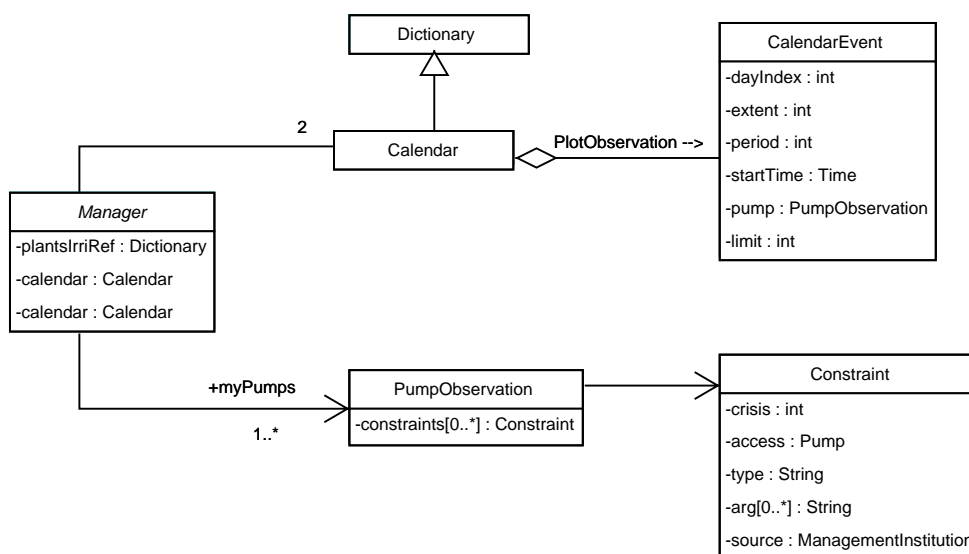 Dictionary
CalendarEvent
-dayIndex : int
-extent : int
-period : int
-startTime : Time
-pump : PumpObservation
-limit : int
2
Calendar
PlotObservation -->
Manager
-plantsIrriRef : Dictionary
-calendar : Calendar
-calendar : Calendar
+myPumps
1..*
PumpObservation
-constraints[0..*] : Constraint
Constraint
-crisis : int
-access : Pump
-type : String
-arg[0..*] : String
-source : ManagementInstitution